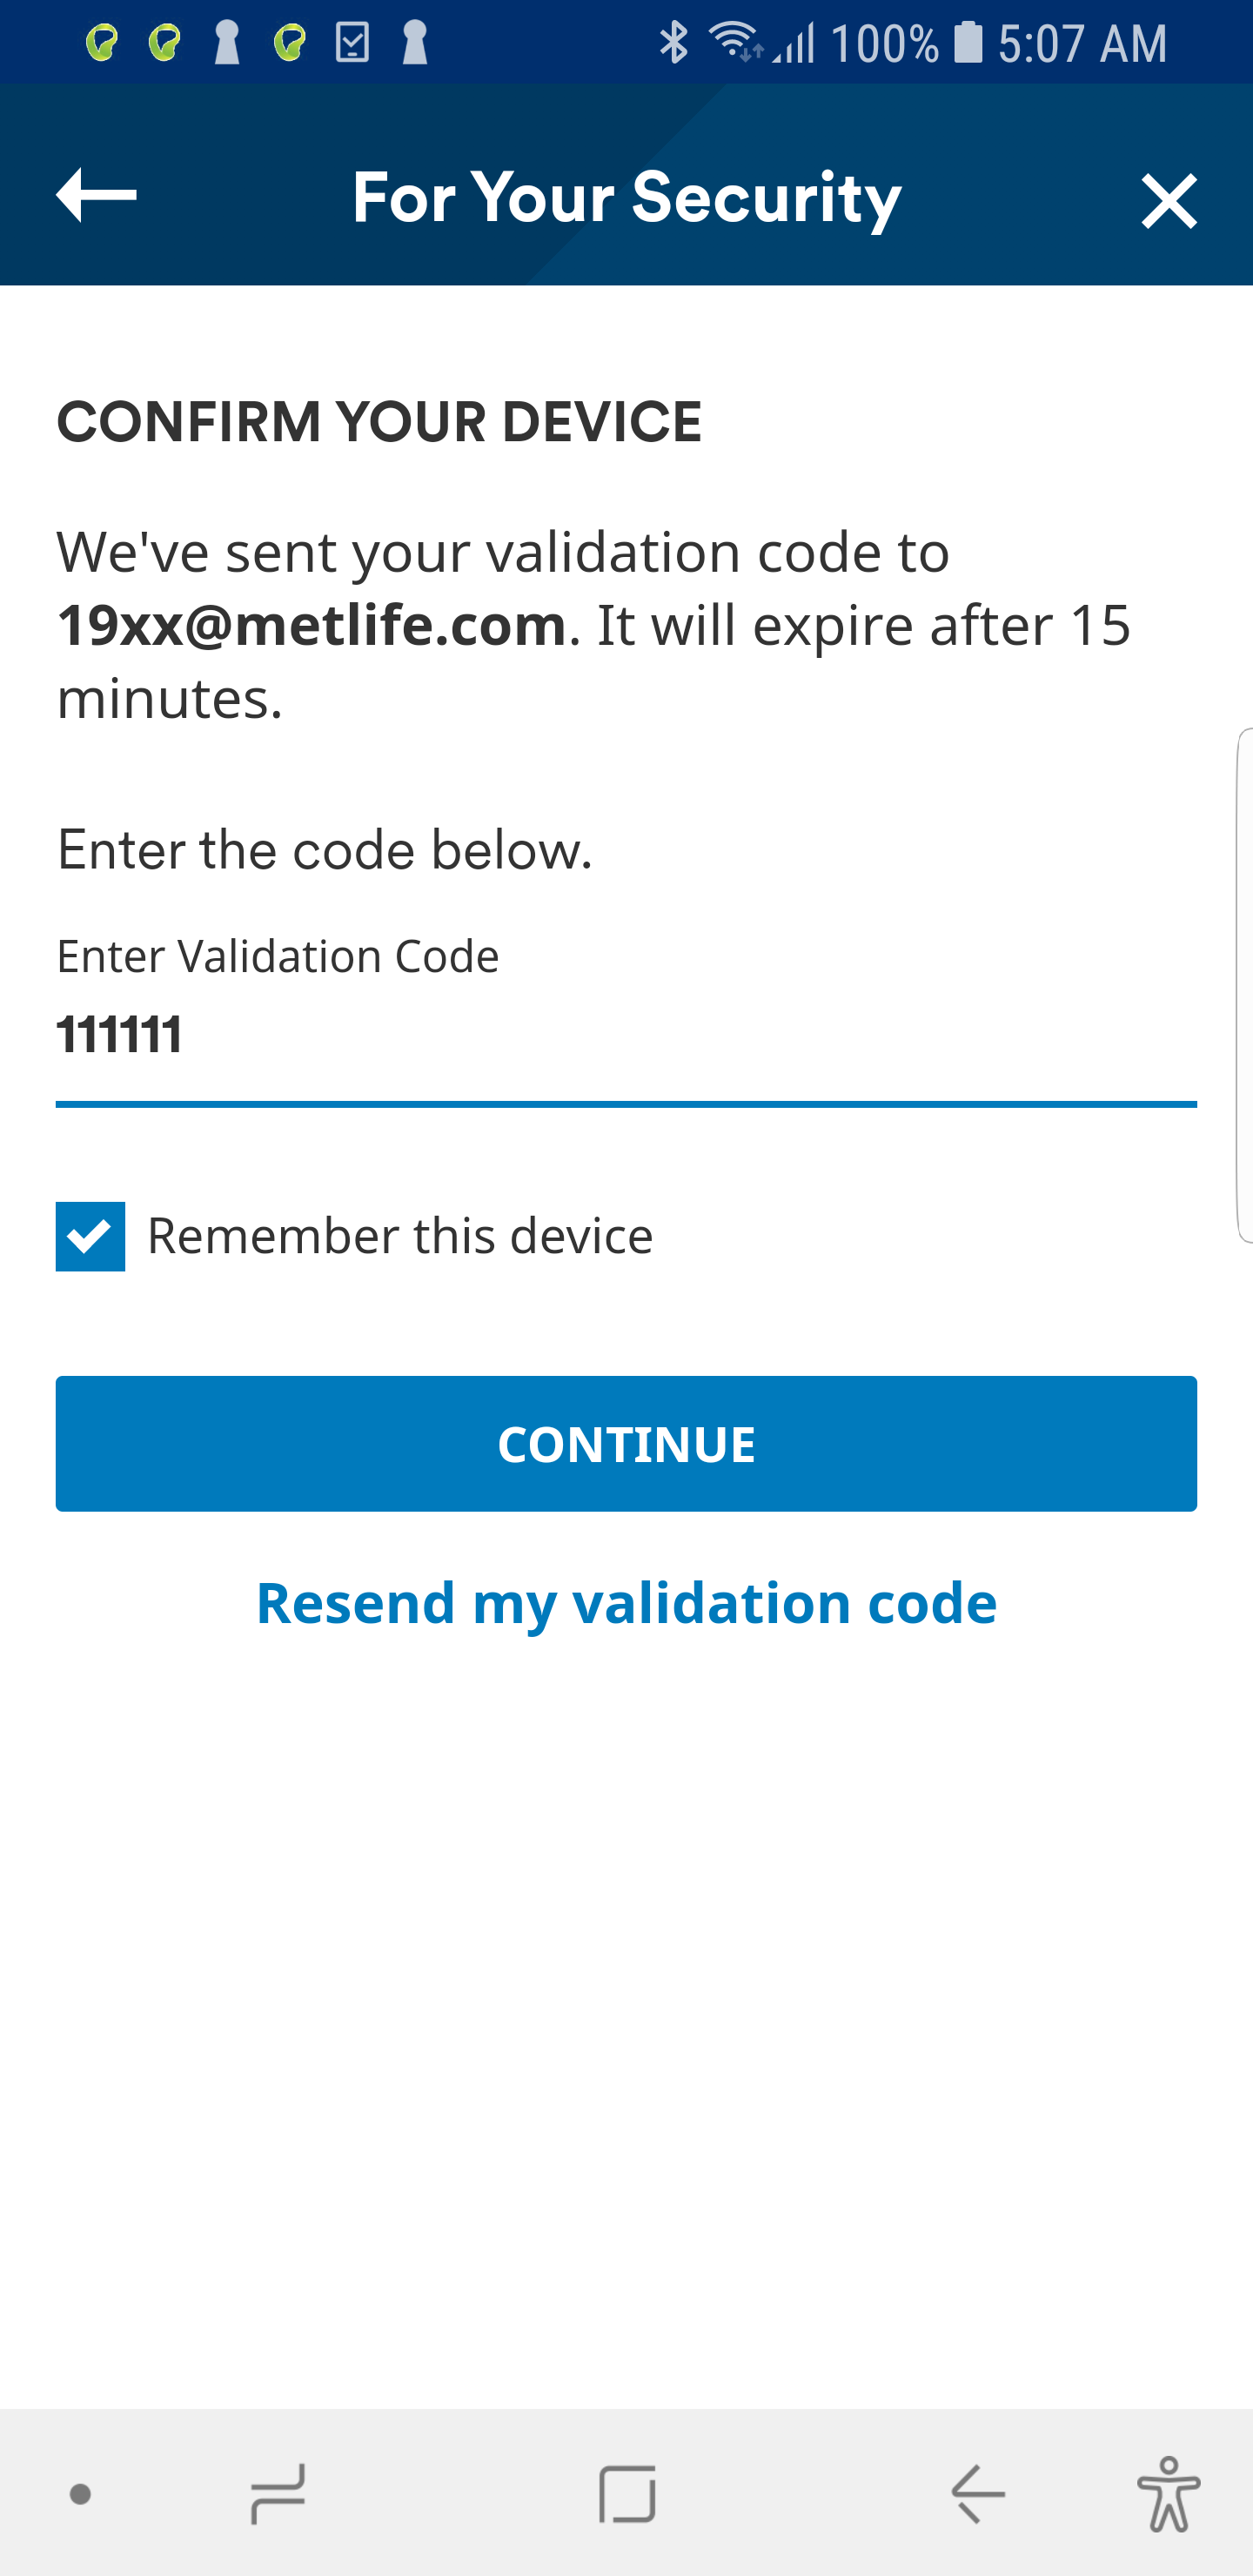 100% 5:07 AM
For Your Security
CONFIRM YOUR DEVICE
We've sent your validation code to
19xx@metlife.com. It will expire after 15
minutes.
Enter the code below.
Enter Validation Code
111111
Remember this device
CONTINUE
Resend my validation code